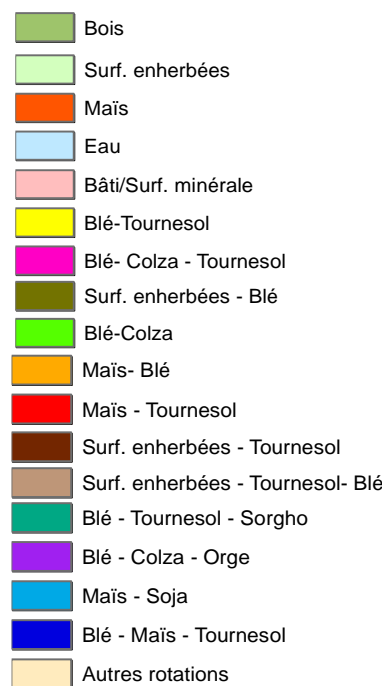 Bois
Surf. enherbées
Maïs
Eau
Bâti/Surf. minérale
Blé-Tournesol
Blé- Colza - Tournesol
Surf. enherbées - Blé
Blé-Colza
Maïs- Blé
Maïs - Tournesol
Surf. enherbées - Tournesol
Surf. enherbées - Tournesol- Blé
Blé - Tournesol - Sorgho
Blé - Colza - Orge
Maïs - Soja
Blé - Maïs - Tournesol
Autres rotations